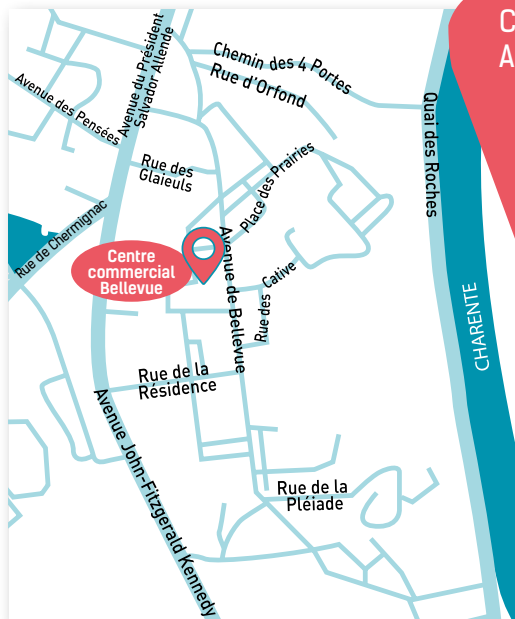 C
A
Chemin des 4 Portes
Rue d'Orfond
Avenue du Président
Salvador Allende
Avenue des Pensées
Quai des Roches
Rue des
Glaïeuls
Place des Prairies
Rue de Chermignac
Centre
commercial
Bellevue
Avenue de Bellevue
Rue des Cative
CHARENTE
Rue de la
Résidence
Avenue John-Fitzgerald Kennedy
Rue de la
Pléiade